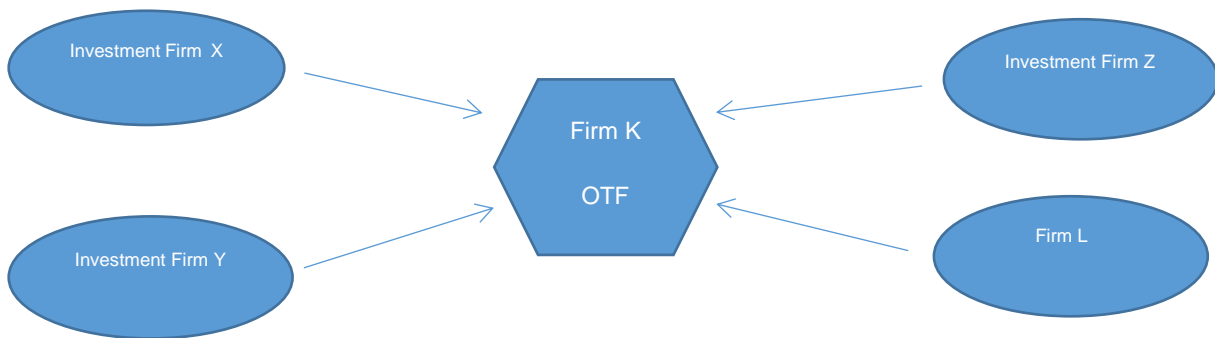 Investment Firm X
Investment Firm Z
Firm K
OTF
Investment Firm Y
Firm L